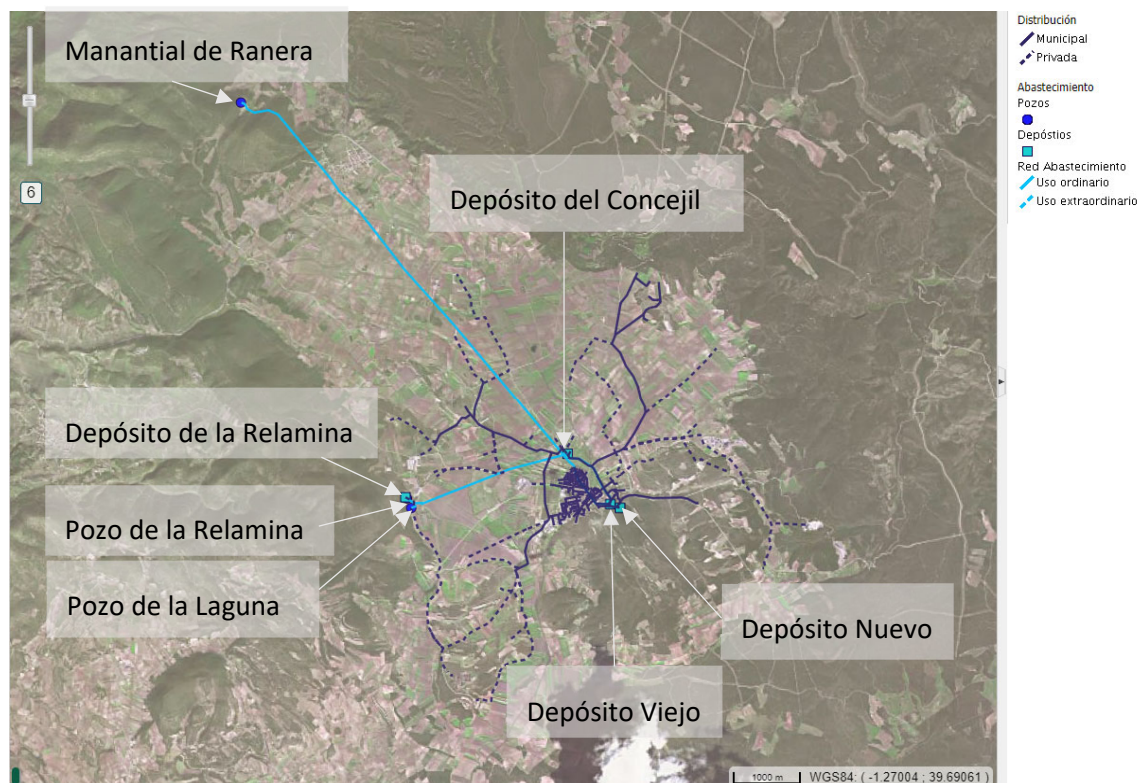 Manantial de Ranera
6
Depósito del Concejil
Depósito de la Relamina
Pozo de la Relamina
Pozo de la Laguna
Depósito Nuevo
Depósito Viejo
1000 m
WGS84: ( -1.27004 ; 39.69061 )
Distribución
Municipal
Privada
Abastecimiento
Pozos
Depóstios
Red Abastecimiento
Uso ordinario
Uso extraordinario